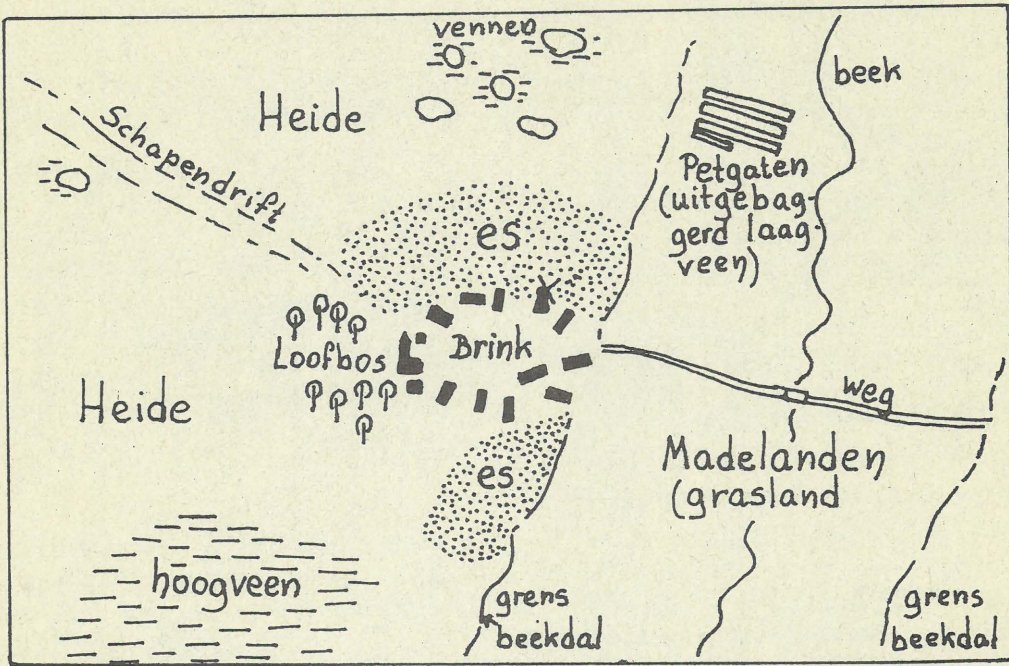 vennen
beek
Heide
Schapendrift
Petgaten
(uitgebag-
gerd laag-
veen)
es
Brink
Loofbos
weg
Heide
Madelanden
(grasland
es
hoogveen
grens
beekdal
grens
beekdal